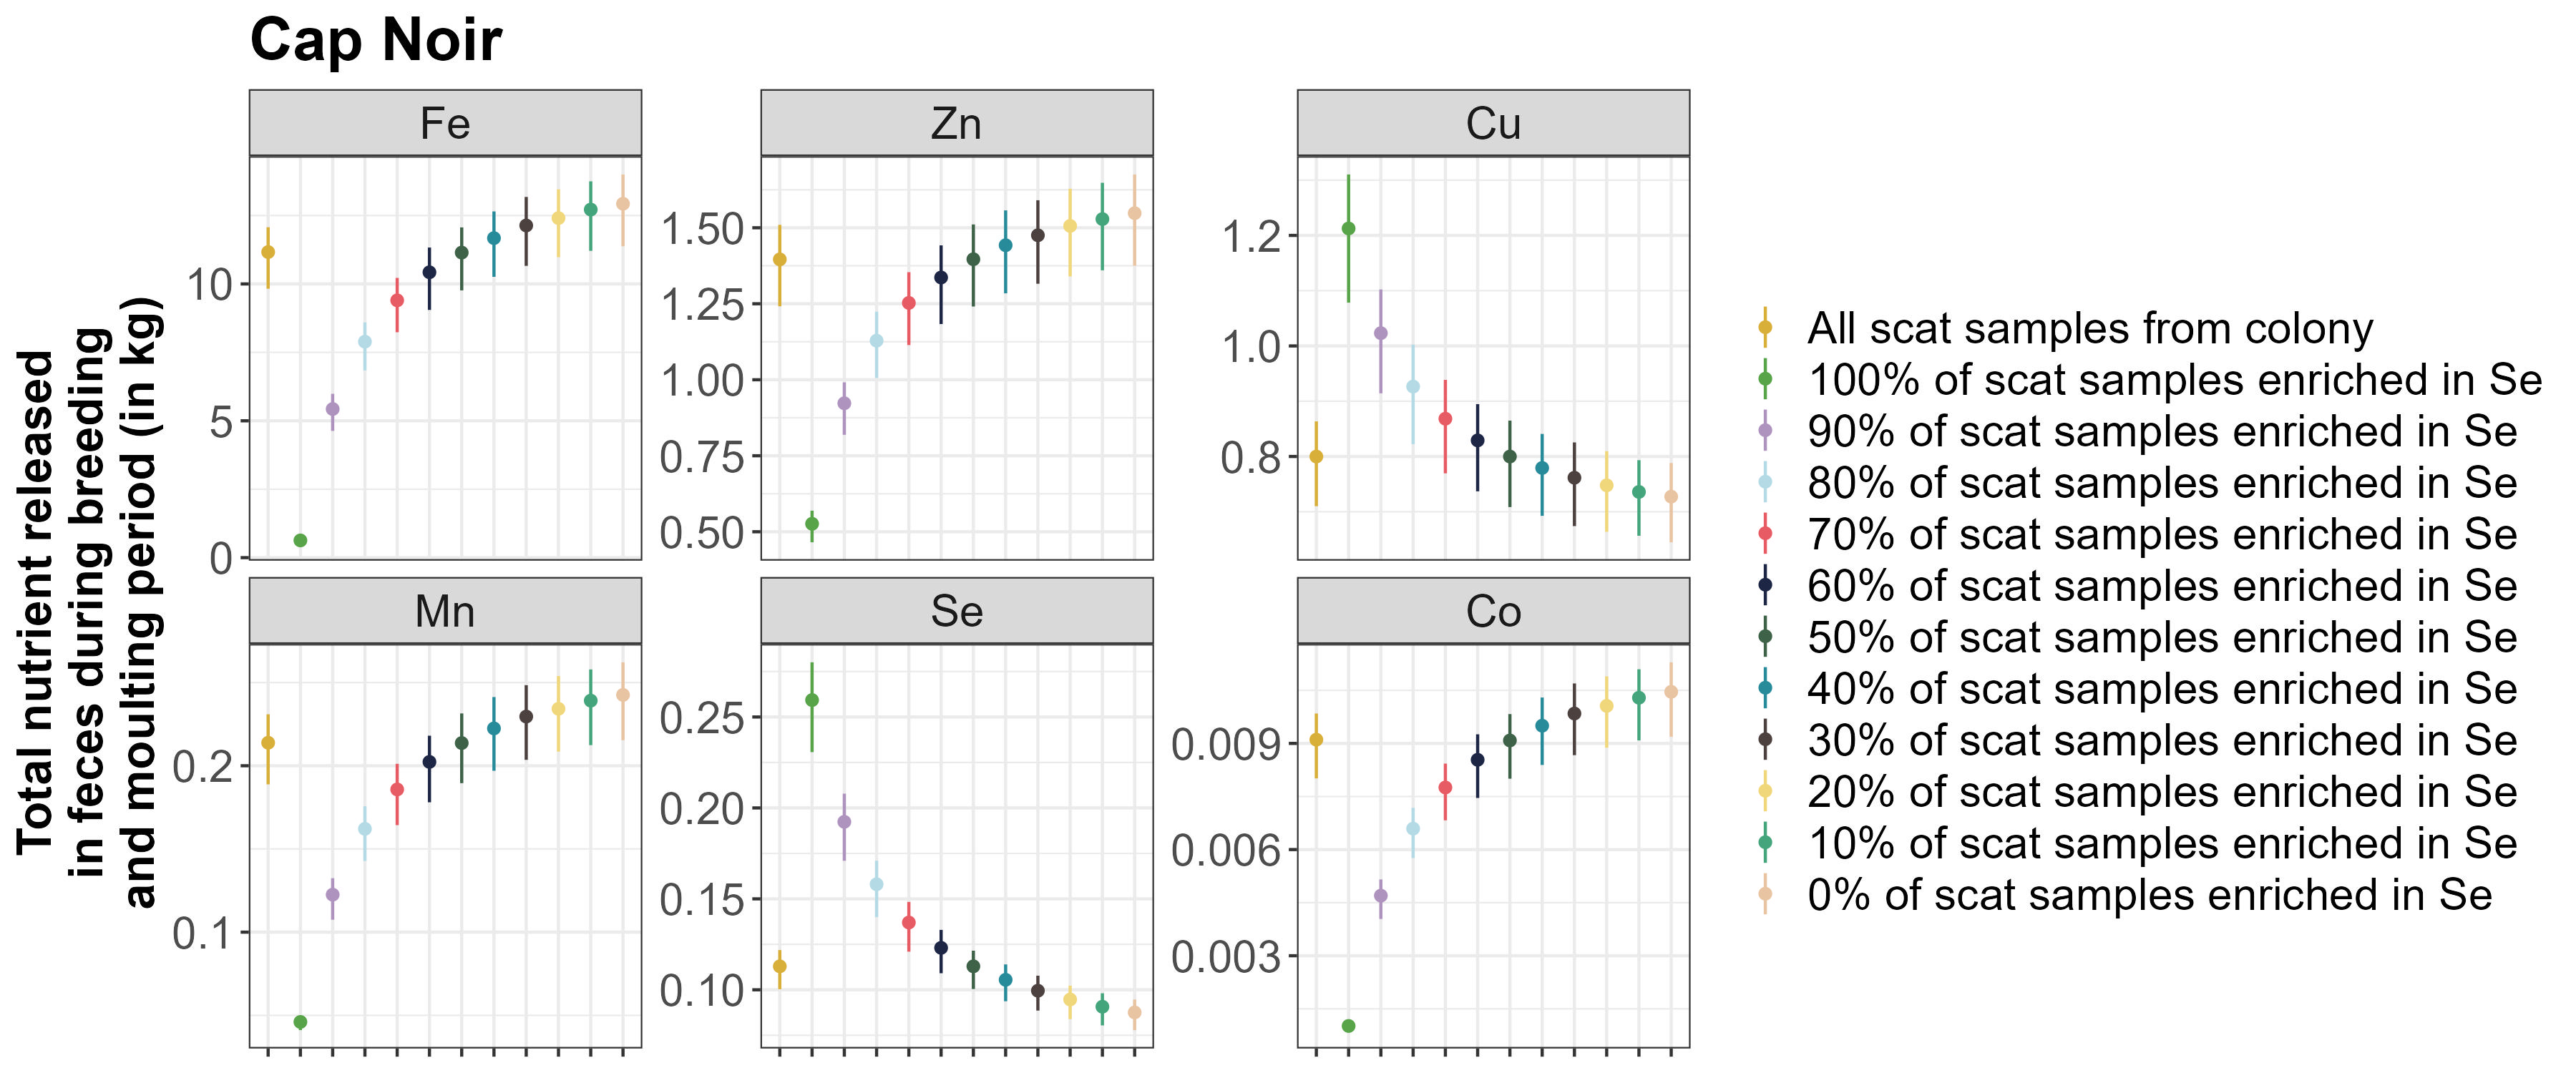 Cap Noir
Total nutrient released
in feces during breeding
and moulting period (in kg)
Fe
10
5
0
Zn
1.50
1.25
1.00
0.75
0.50
Cu
1.2
1.0
0.8
Mn
0.2
0.1
Se
0.25
0.20
0.15
0.10
Co
0.009
0.006
0.003
All scat samples from colony
100% of scat samples enriched in Se
90% of scat samples enriched in Se
80% of scat samples enriched in Se
70% of scat samples enriched in Se
60% of scat samples enriched in Se
50% of scat samples enriched in Se
40% of scat samples enriched in Se
30% of scat samples enriched in Se
20% of scat samples enriched in Se
10% of scat samples enriched in Se
0% of scat samples enriched in Se